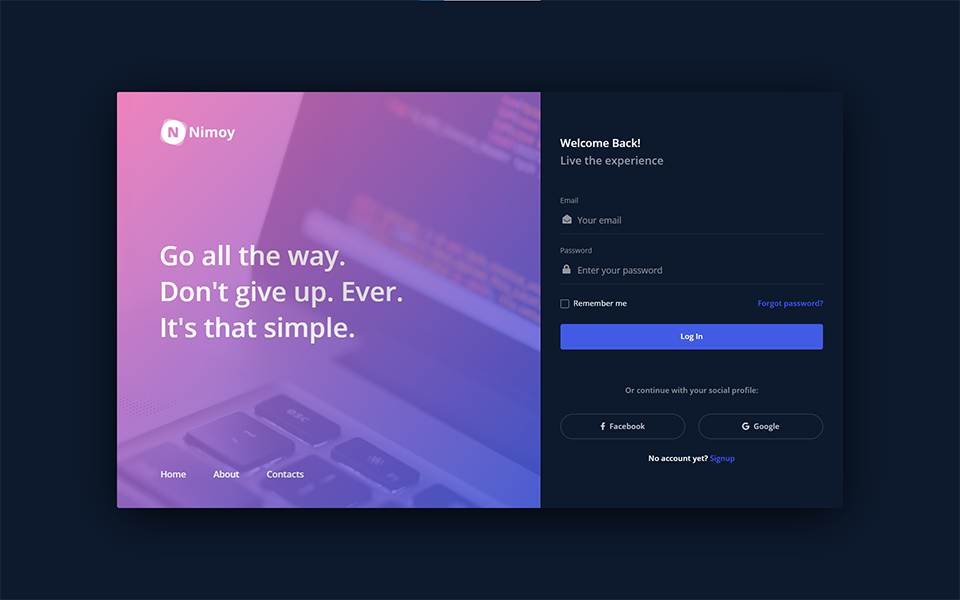 N Nimoy
Go all the way.
Don't give up. Ever.
It's that simple.
esc
Home
About
Contacts
Welcome Back!
Live the experience
Email
Your email
Password
Enter your password
Remember me
Forgot password?
Log In
Or continue with your social profile:
Facebook
Google
No account yet? Signup